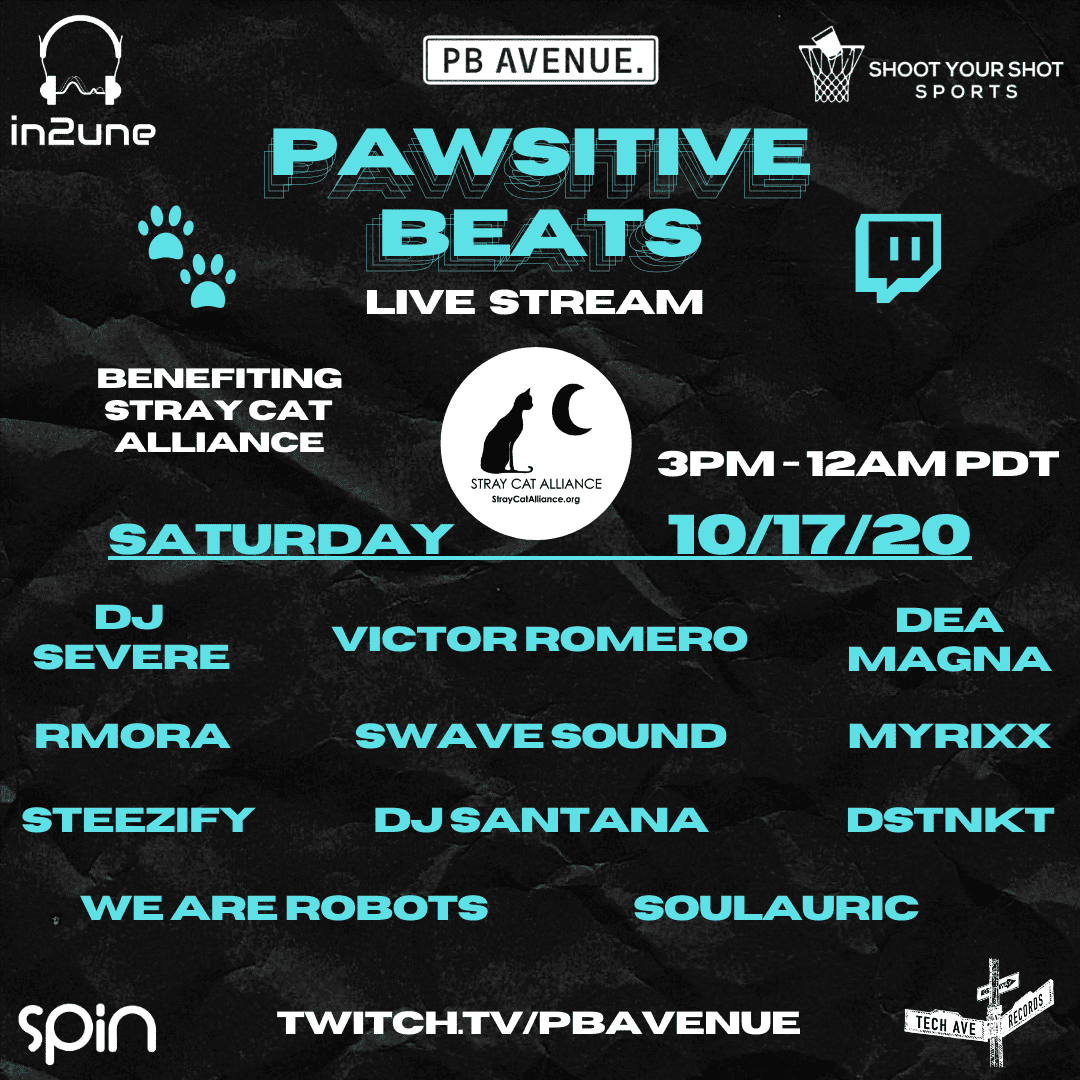 in2une
PB AVENUE.
SHOOT YOUR SHOT
SPORTS
PAWSITIVE
BEATS
LIVE STREAM
BENEFITING
STRAY CAT
ALLIANCE
STRAY CAT ALLIANCE
StrayCatAlliance.org
3PM - 12AM PDT
SATURDAY
10/17/20
DJ
SEVERE
VICTOR ROMERO
DEA
MAGNA
RMORA
SWAVE SOUND
MYRIXX
STEEZIFY
DJ SANTANA
DSTNKT
WE ARE ROBOTS
SOULAURIC
spin
TWITCH.TV/PBAVENUE
TECH AVE
RECORDS